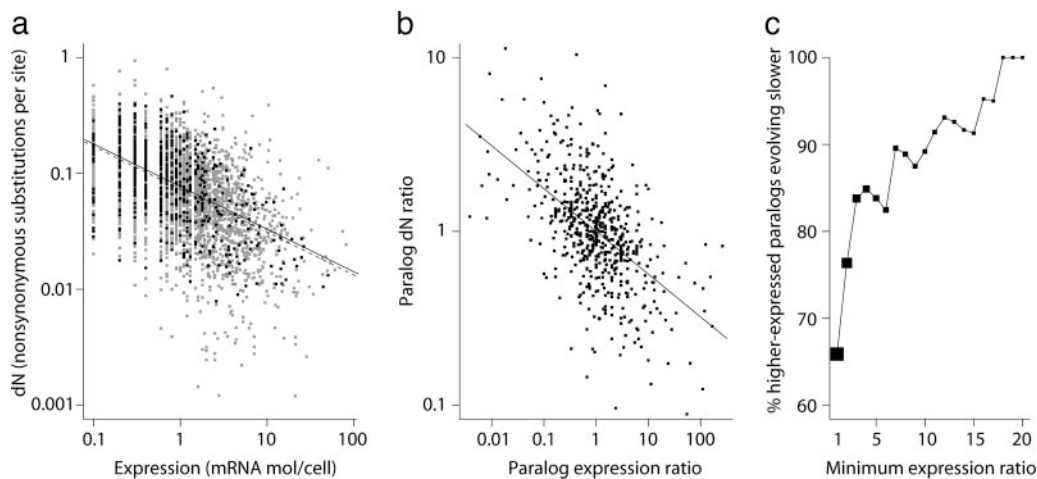 a
dN (nonsynonymous substitutions per site)
1
0.1
0.01
0.001
0.1
1
10
100
Expression (mRNA mol/cell)
b
Paralog dN ratio
10
1
0.1
0.01
0.1
1
10
100
Paralog expression ratio
c
% higher-expressed paralogs evolving slower
100
90
80
70
60
1
5
10
15
20
Minimum expression ratio